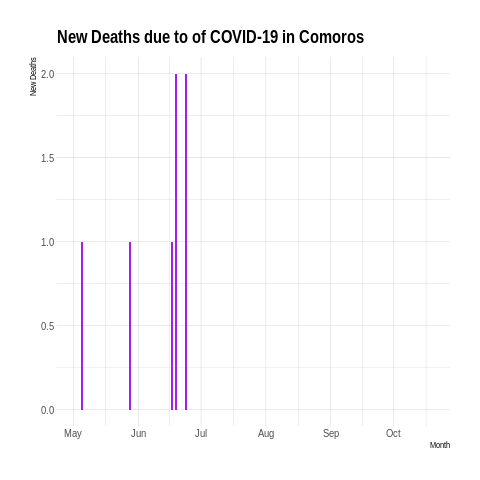 New Deaths due to of COVID-19 in Comoros
New Deaths
2.0
1.5
1.0
0.5
0.0
May Jun Jul Aug Sep Oct
Month